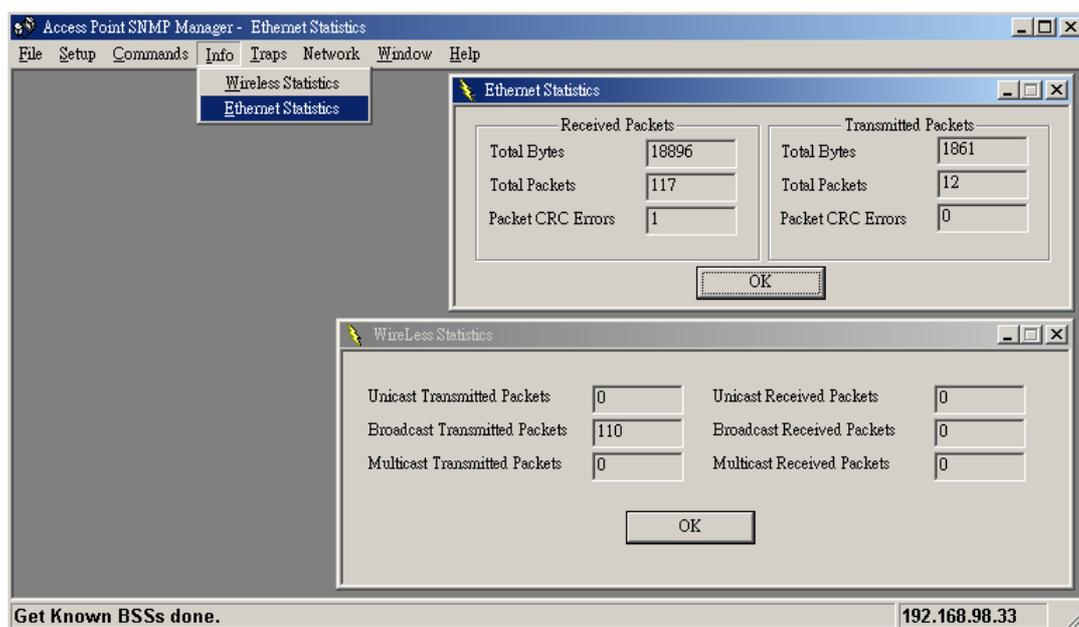 Access Point SNMP Manager - Ethernet Statistics
File Setup Commands Info Traps Network Window Help
Wireless Statistics
Ethernet Statistics
Ethernet Statistics
Received Packets
Total Bytes 18896
Total Packets 117
Packet CRC Errors 1
Transmitted Packets
Total Bytes 1861
Total Packets 12
Packet CRC Errors 0
OK
WireLess Statistics
Unicast Transmitted Packets 0 Unicast Received Packets 0
Broadcast Transmitted Packets 110 Broadcast Received Packets 0
Multicast Transmitted Packets 0 Multicast Received Packets 0
OK
Get Known BSSs done. 192.168.98.33